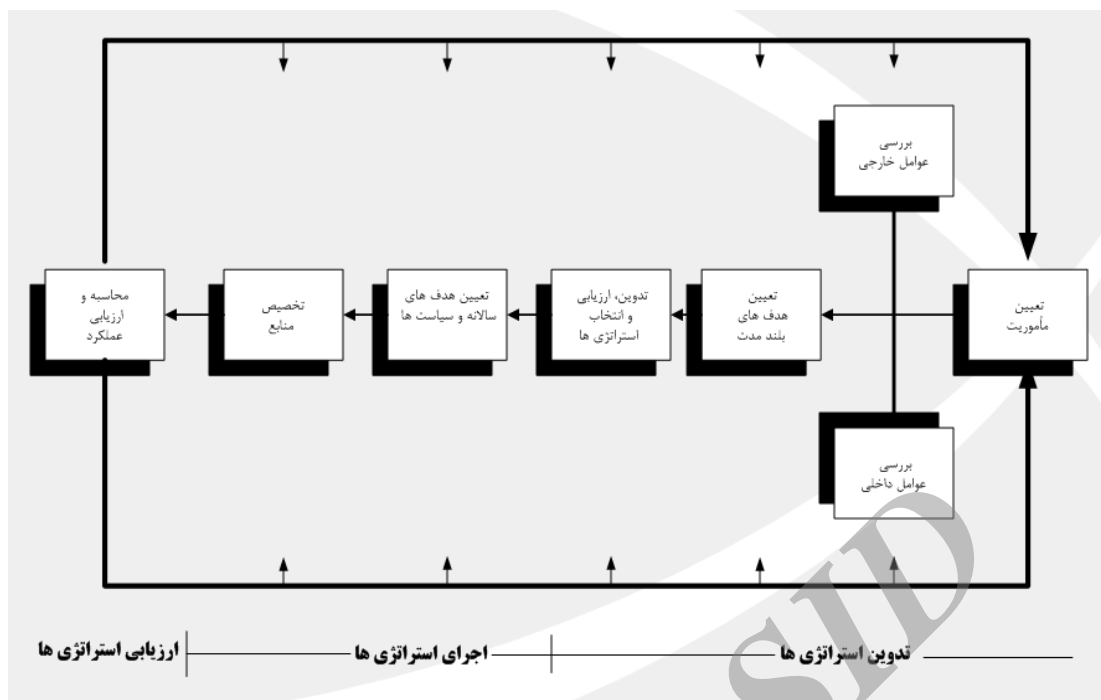 بررسی
عوامل خارجی
تعیین
مأموریت
تعیین
هدف های
بلند مدت
تدوین، ارزیابی
و انتخاب
استراتژی ها
تعیین هدف های
سالانه و سیاست ها
تخصیص
منابع
محاسبه و
ارزیابی
عملکرد
بررسی
عوامل داخلی
تدوین استراتژی ها
اجرای استراتژی ها
ارزیابی استراتژی ها
SID